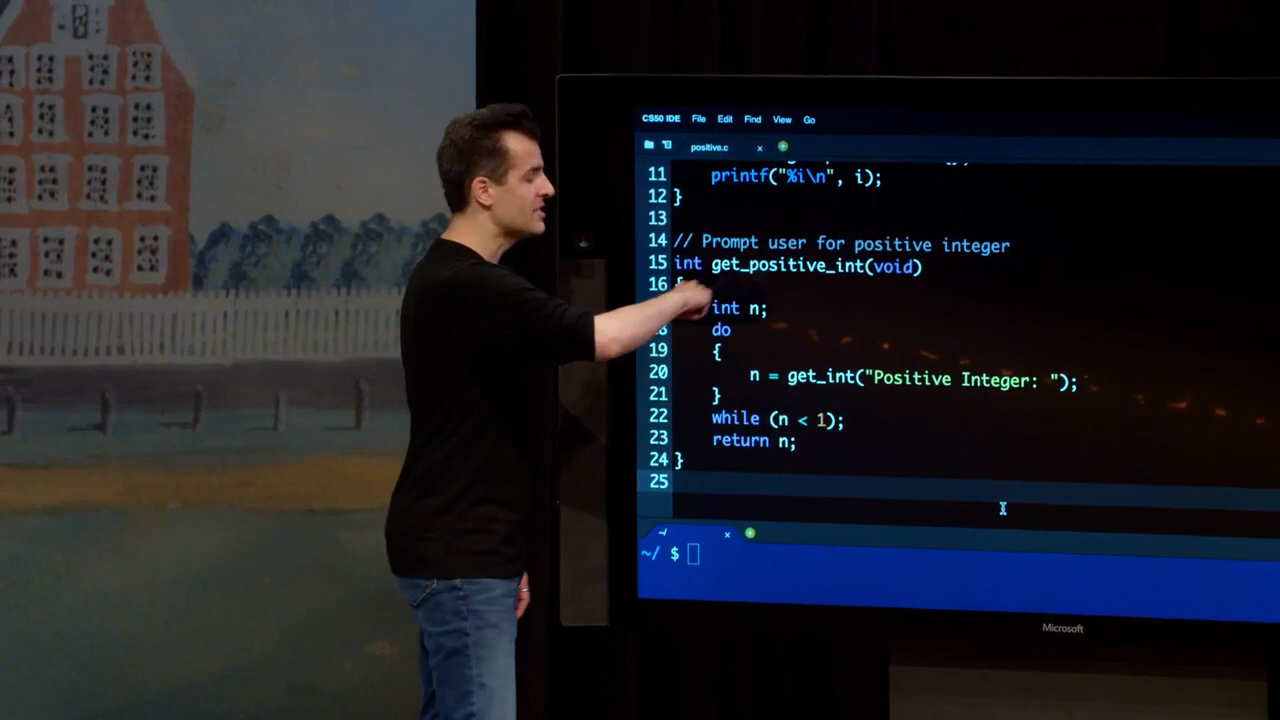 CS50 IDE File Edit Find View Go
positive.c
11 printf("%i\n", i);
12 }
13
14 // Prompt user for positive integer
15 int get_positive_int(void)
16 {
int n;
18 do
19 {
20 n = get_int("Positive Integer: ");
21 }
22 while (n < 1);
23 return n;
24 }
25
~/
~/ $
Microsoft